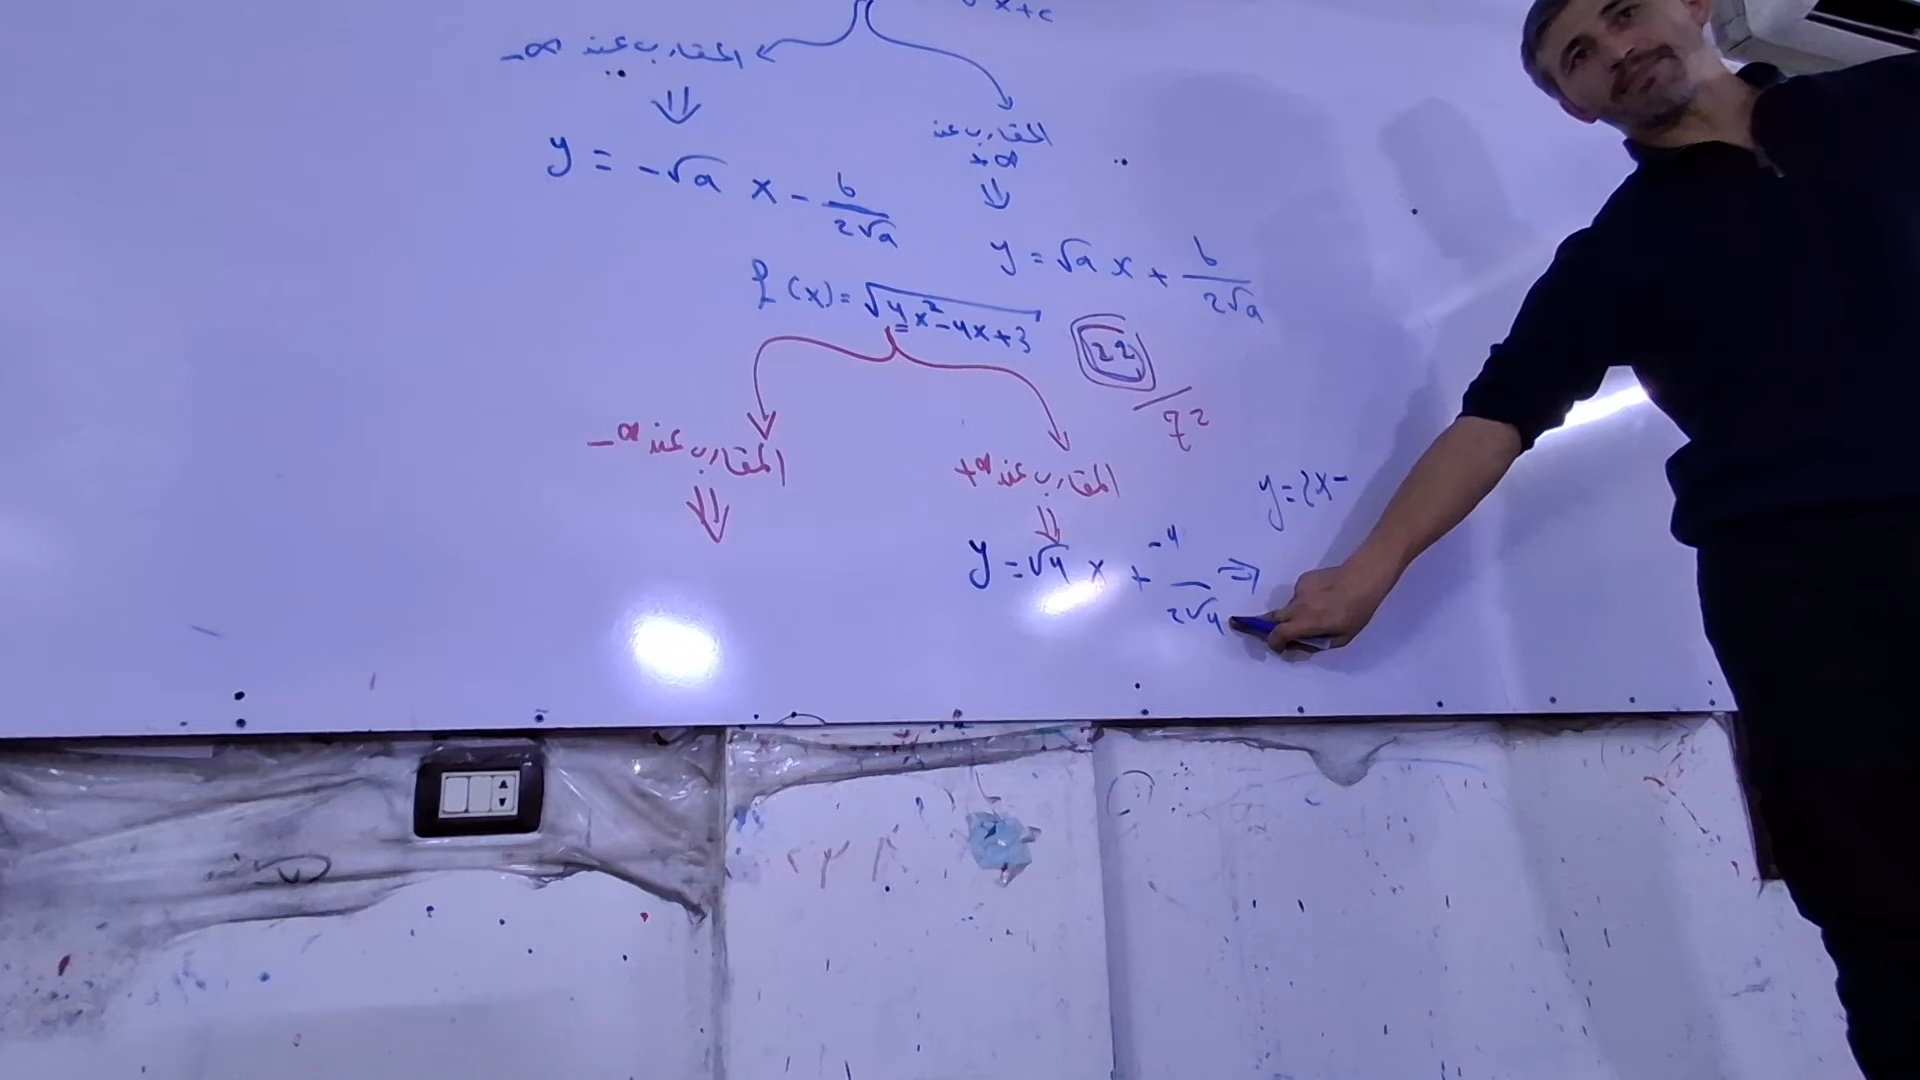 x+c
المقارب عند -∞
⇓
المقارب عند
+∞
⇓
y = -√a x - b/2√a
y = √a x + b/2√a
f(x) = √4x²-4x+3
22/72
المقارب عند -∞
⇓
المقارب عند +∞
⇓
y = √4 x + -4/2√4 ⇒
y = 2x -